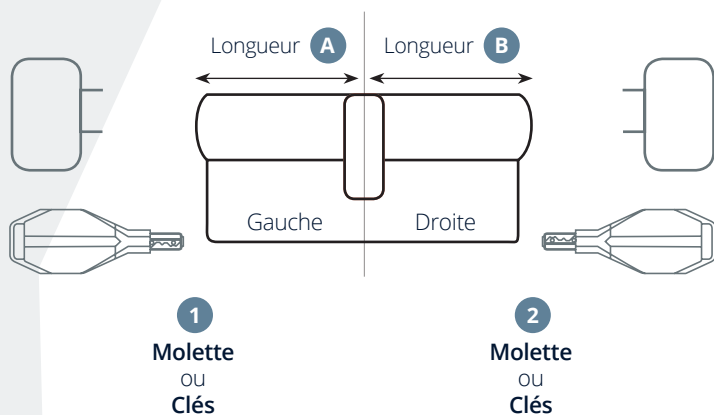 Longueur A
Longueur B
Gauche
Droite
1
Molette
ou
Clés
2
Molette
ou
Clés